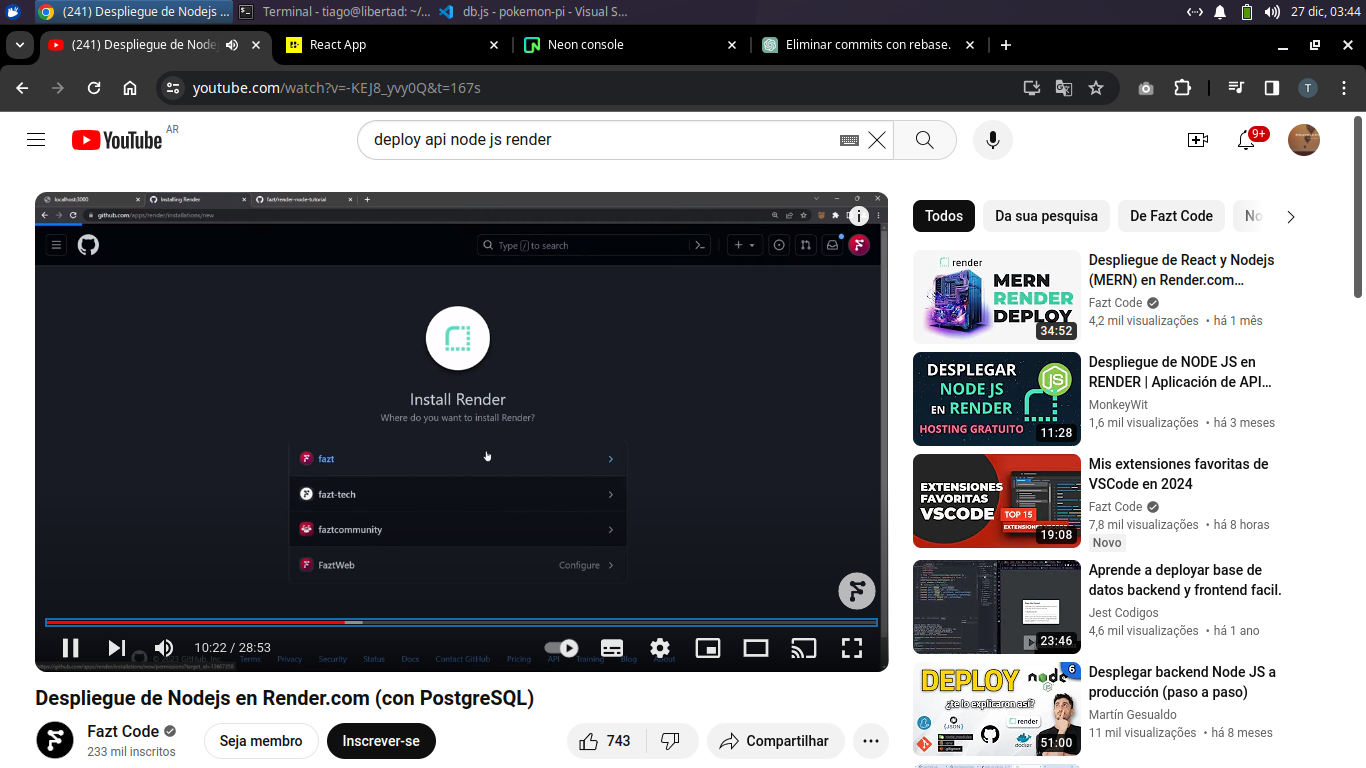 (241) Despliegue de Nodejs ...
Terminal - tiago@libertad: ~/...
db.js - pokemon-pi - Visual S...
27 dic, 03:44
(241) Despliegue de Node
React App
Neon console
Eliminar commits con rebase.
youtube.com/watch?v=-KEJ8_yvy0Q&t=167s
T
YouTube
AR
deploy api node js render
9+
localhost:3000
Installing Render
fazt/render-node-tutorial
github.com/apps/render/installations/new
Type / to search
Install Render
Where do you want to install Render?
fazt
fazt-tech
faztcommunity
FaztWeb
Configure
10:22 / 28:53
© 2023 GitHub, Inc.
Terms
Privacy
Security
Status
Docs
Contact GitHub
Pricing
API
Training
Blog
About
Despliegue de Nodejs en Render.com (con PostgreSQL)
Fazt Code
233 mil inscritos
Seja membro
Inscrever-se
743
Compartilhar
Todos
Da sua pesquisa
De Fazt Code
No
render
MERN
RENDER
DEPLOY
34:52
Despliegue de React y Nodejs
(MERN) en Render.com…
Fazt Code
4,2 mil visualizações • há 1 mês
DESPLEGAR
NODE JS
EN RENDER
HOSTING GRATUITO
11:28
Despliegue de NODE JS en
RENDER | Aplicación de API…
MonkeyWit
1,6 mil visualizações • há 3 meses
EXTENSIONES
FAVORITAS
VSCODE
TOP 15
19:08
Mis extensiones favoritas de
VSCode en 2024
Fazt Code
7,8 mil visualizações • há 8 horas
Novo
23:46
Aprende a deployar base de
datos backend y frontend facil.
Jest Codigos
4,6 mil visualizações • há 1 ano
DEPLOY
¿te lo explicaron así?
node
6
{JSON}
render
docker
51:00
Desplegar backend Node JS a
producción (paso a paso)
Martín Gesualdo
11 mil visualizações • há 8 meses